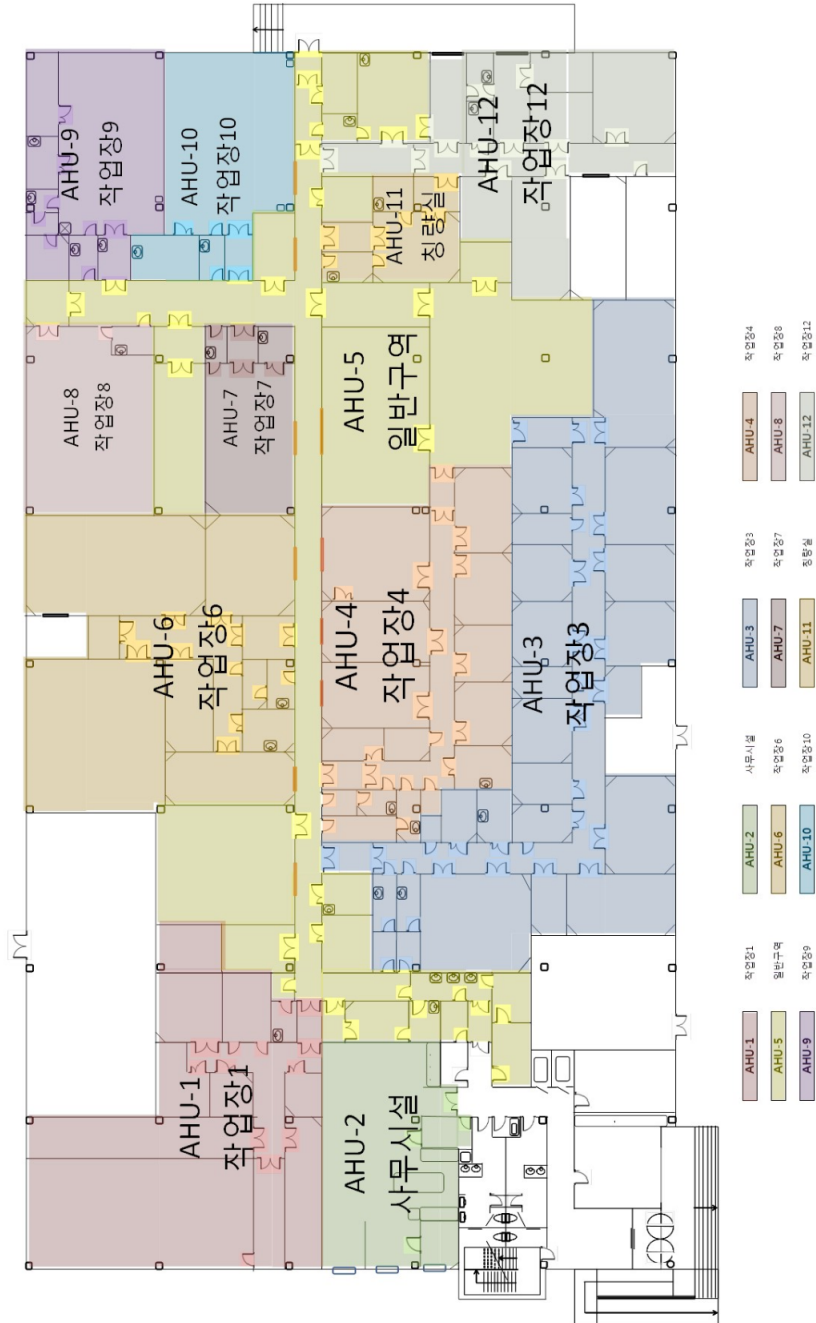 AHU-8
작업장8
AHU-9
작업장9
AHU-1
작업장1
AHU-6
작업장6
AHU-7
작업장7
AHU-10
작업장10
AHU-2
사무시설
AHU-4
작업장4
AHU-5
일반구역
AHU-11
칭량실
AHU-3
작업장3
AHU-12
작업장12
AHU-1 작업장1 AHU-2 사무시설 AHU-3 작업장3 AHU-4 작업장4
AHU-5 일반구역 AHU-6 작업장6 AHU-7 작업장7 AHU-8 작업장8
AHU-9 작업장9 AHU-10 작업장10 AHU-11 칭량실 AHU-12 작업장12